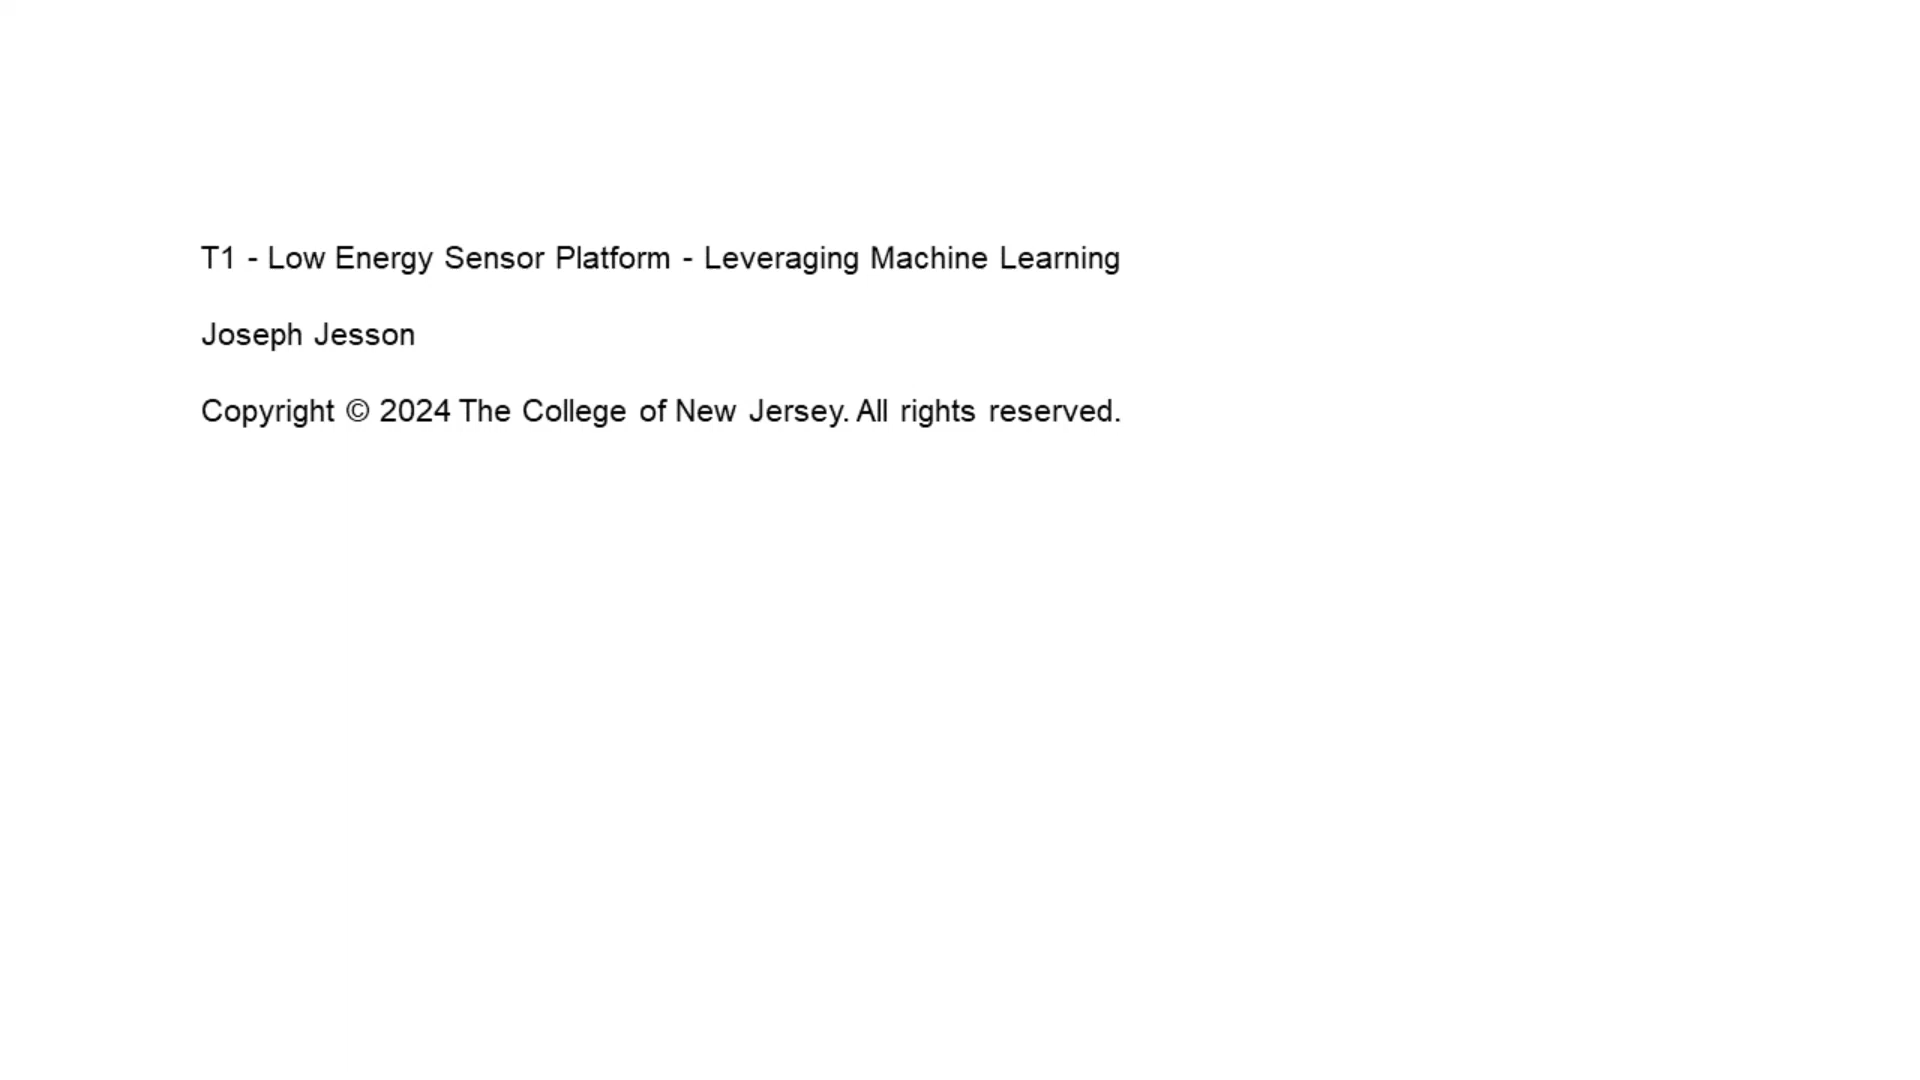 T1 - Low Energy Sensor Platform - Leveraging Machine Learning
Joseph Jesson
Copyright © 2024 The College of New Jersey. All rights reserved.